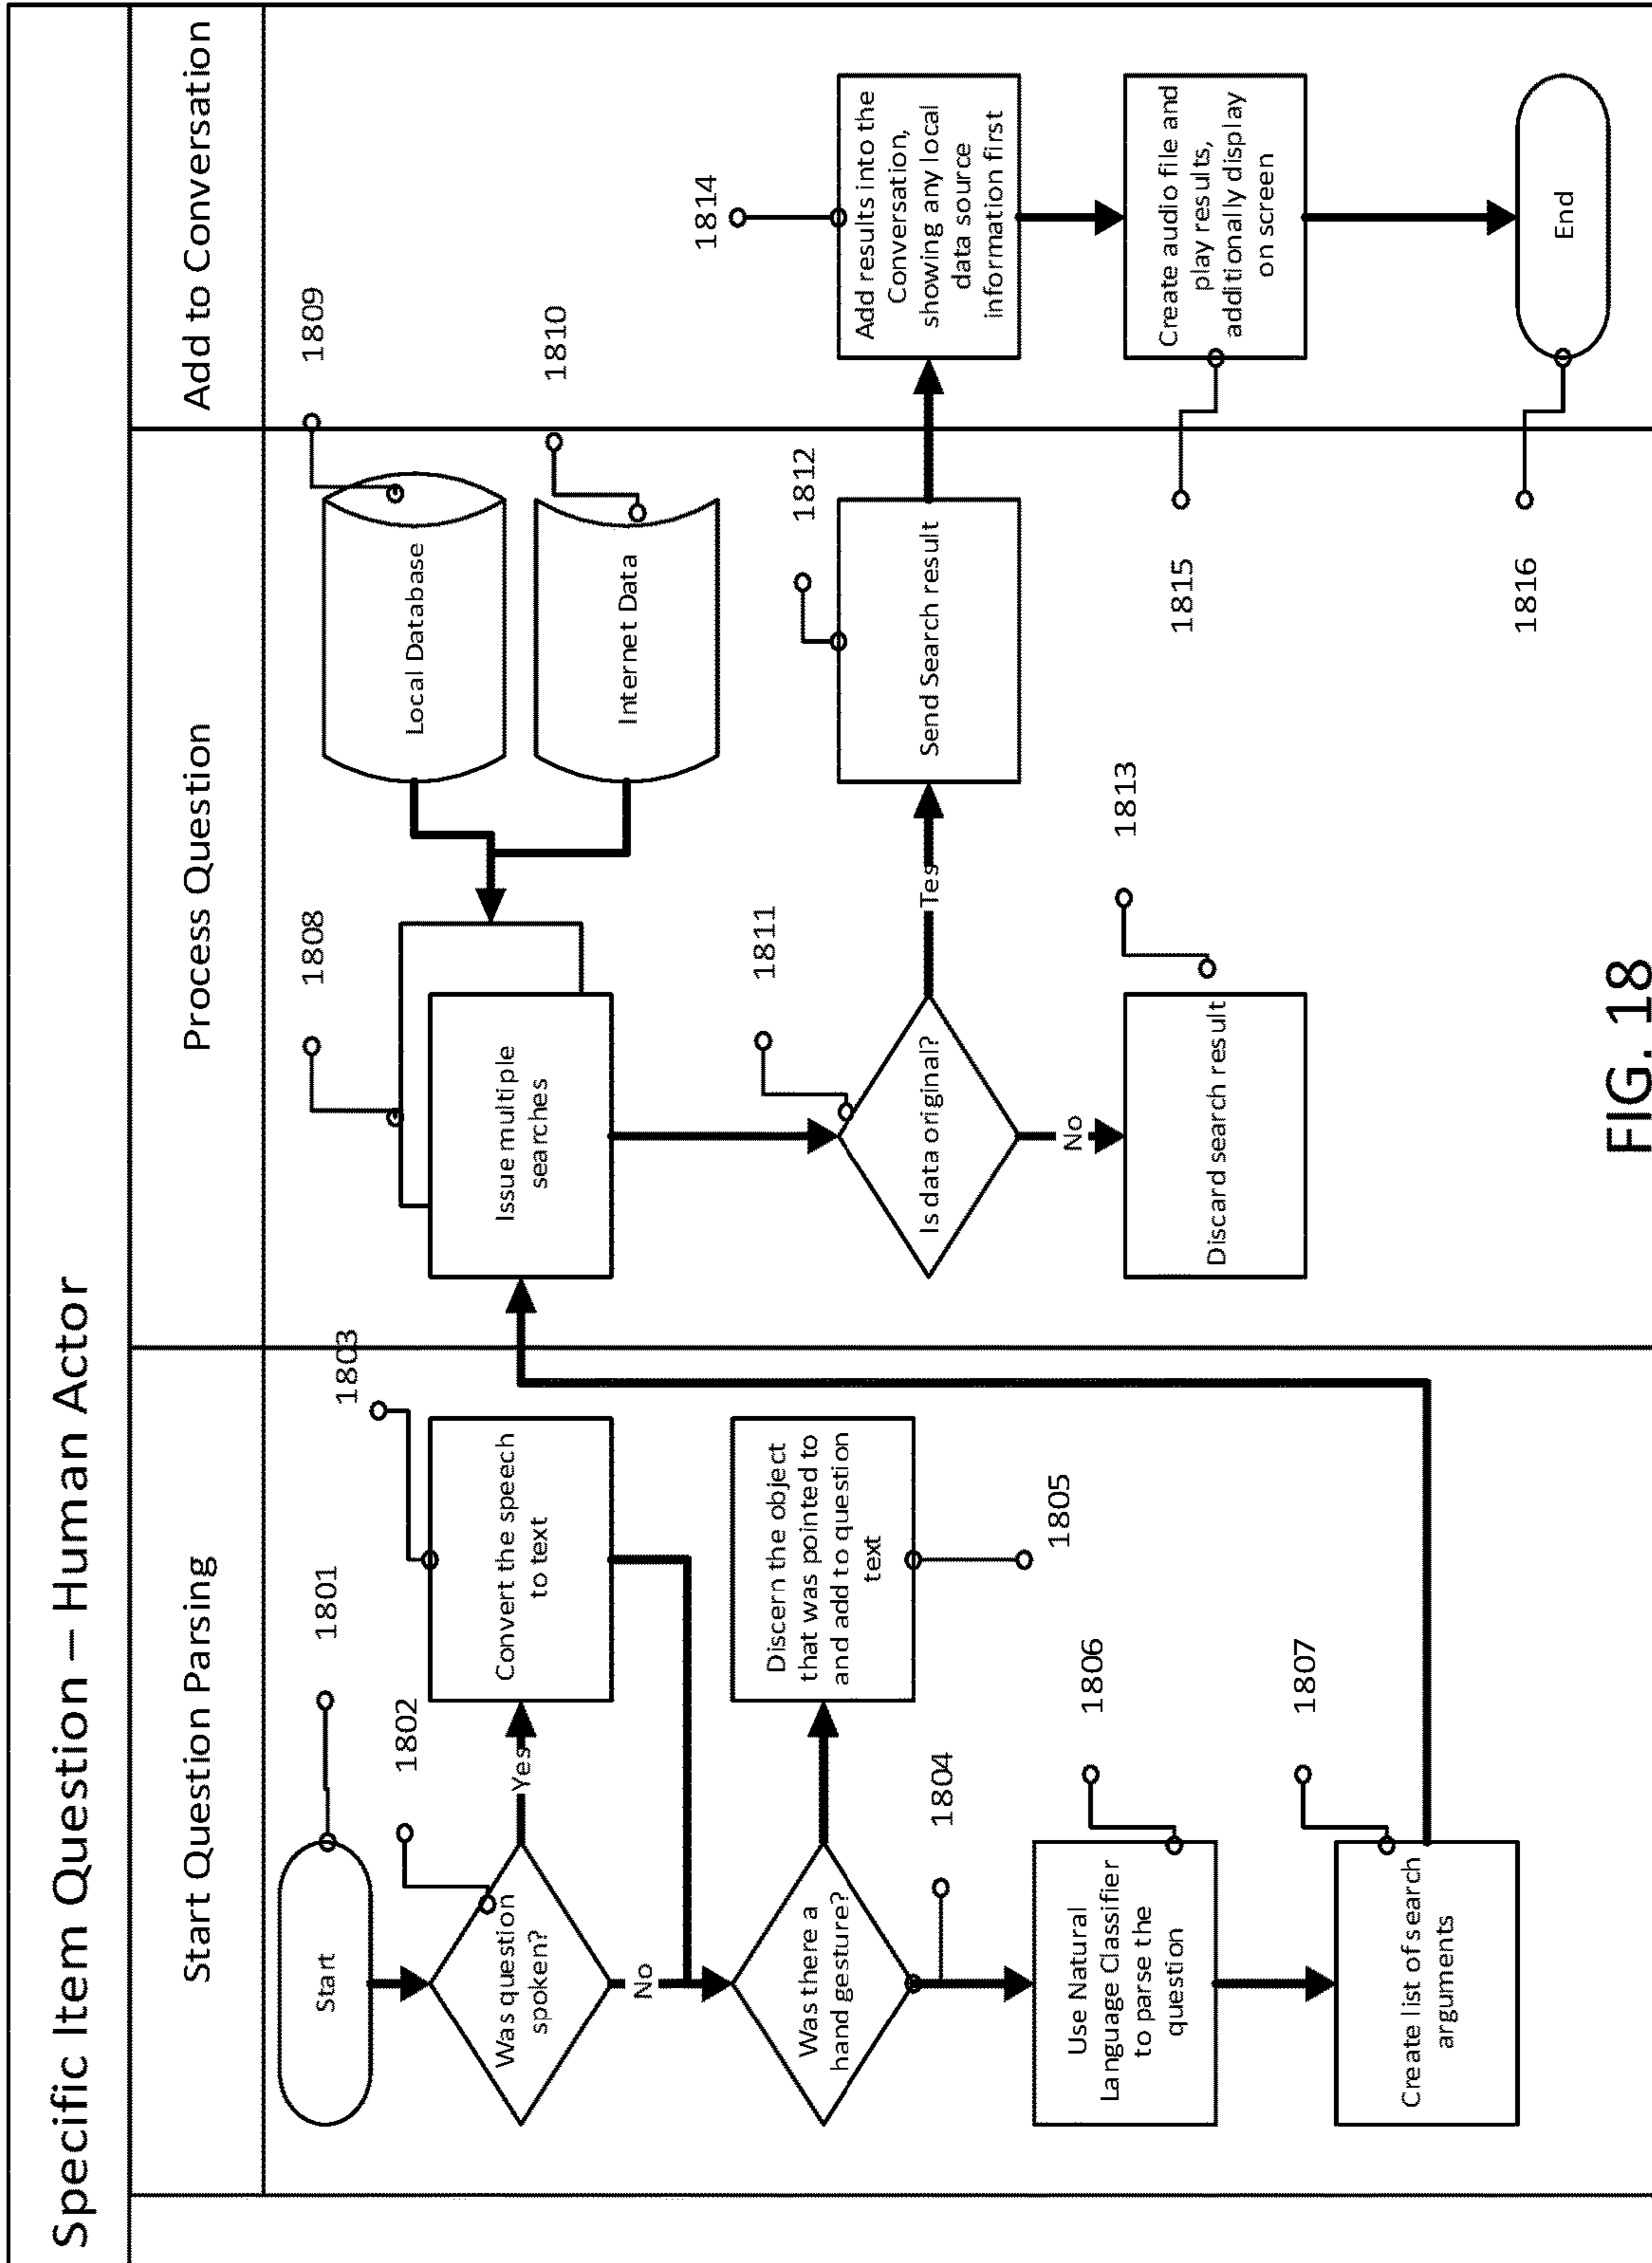 Specific Item Question – Human Actor
Start Question Parsing
Process Question
Add to Conversation
Start
1801
Was question
spoken?
1802
Yes
No
Convert the speech
to text
1803
Was there a
hand gesture?
1804
Discern the object
that was pointed to
and add to question
text
1805
Use Natural
Language Classifier
to parse the
question
1806
Create list of search
arguments
1807
Issue multiple
searches
1808
Local Database
1809
Internet Data
1810
Is data original?
1811
Tes
No
Send Search result
1812
Discard search result
1813
Add results into the
Conversation,
showing any local
data source
information first
1814
Create audio file and
play results,
additionally display
on screen
1815
End
1816
FIG. 18